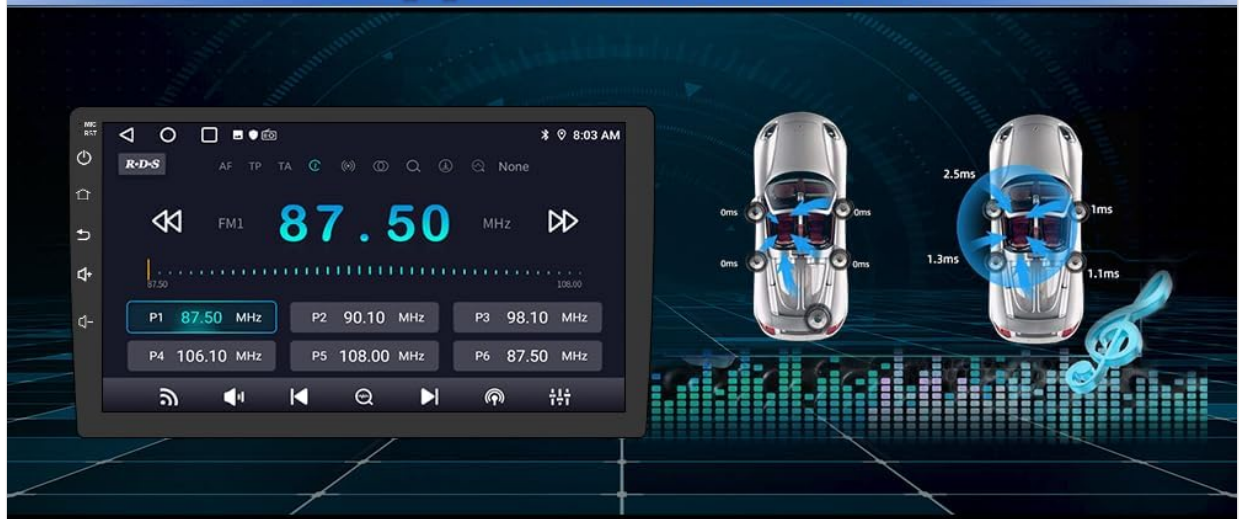 MIC
RST
8:03 AM
R·D·S AF TP TA None
FM1 87.50 MHz
87.50 108.00
P1 87.50 MHz P2 90.10 MHz P3 98.10 MHz
P4 106.10 MHz P5 108.00 MHz P6 87.50 MHz
0ms 0ms
0ms 0ms
2.5ms
1ms
1.3ms
1.1ms